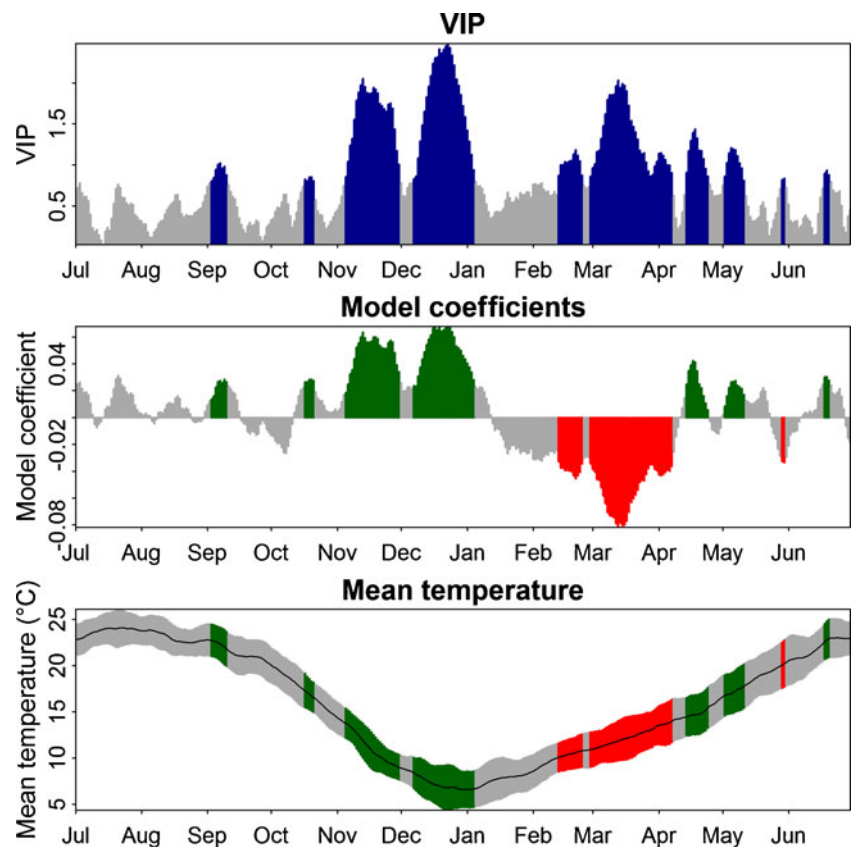 VIP
VIP
1.5
0.5
Jul Aug Sep Oct Nov Dec Jan Feb Mar Apr May Jun
Model coefficients
Model coefficient
0.04
-0.02
-0.08
Jul Aug Sep Oct Nov Dec Jan Feb Mar Apr May Jun
Mean temperature
Mean temperature (°C)
25
20
15
10
5
Jul Aug Sep Oct Nov Dec Jan Feb Mar Apr May Jun